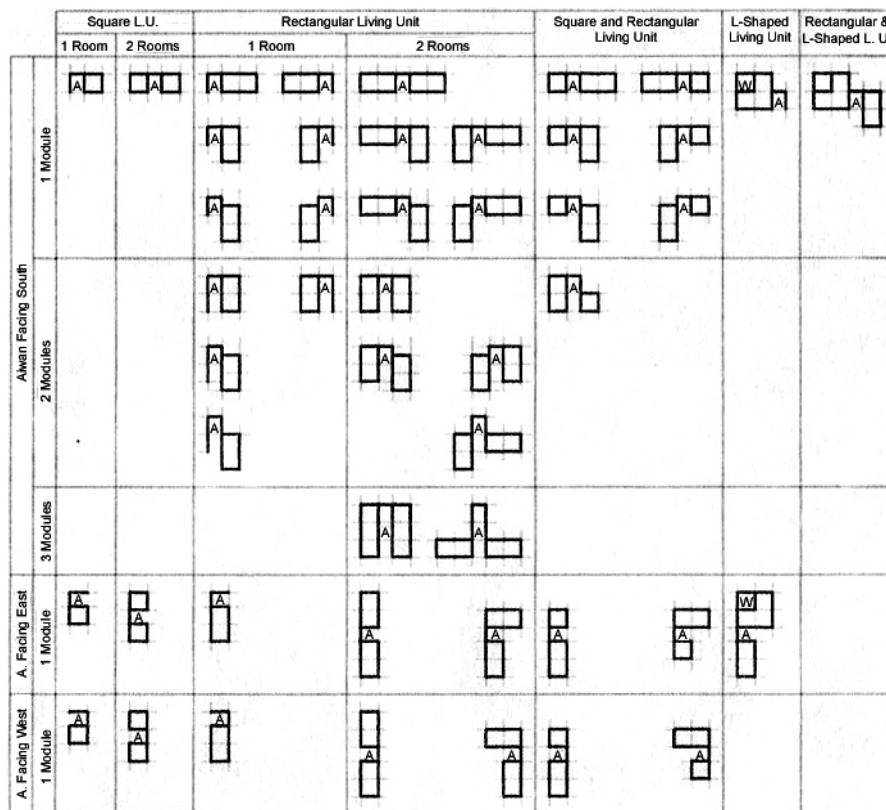 Square L.U.
Rectangular Living Unit
Square and Rectangular
Living Unit
L-Shaped
Living Unit
Rectangular &
L-Shaped L. U
1 Room
2 Rooms
1 Room
2 Rooms
Aiwan Facing South
1 Module
A A A A A A A W
A A
A A A A A A
A A A A A A
2 Modules
A A A A
A A A
A A
3 Modules
A A
A. Facing East
1 Module
A A W
A
A A A A A
A. Facing West
1 Module
A A
A
A A A A